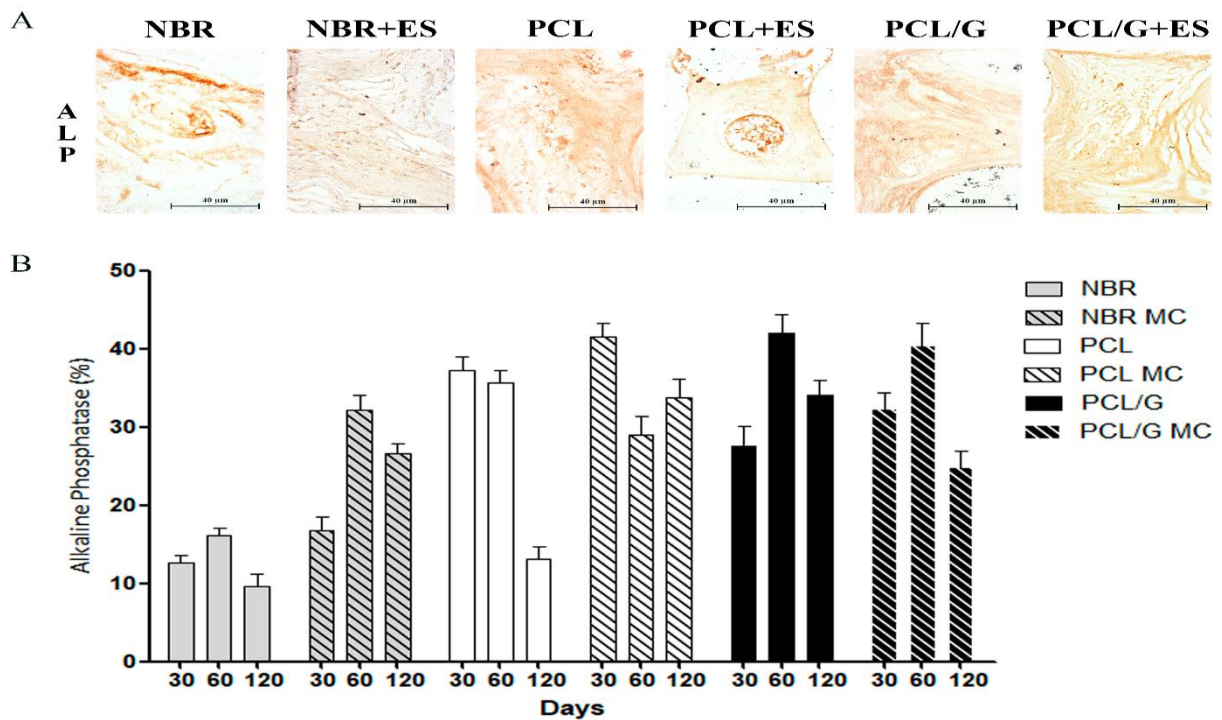 A
NBR NBR+ES PCL PCL+ES PCL/G PCL/G+ES
A
L
P
40 µm 40 µm 40 µm 40 µm 40 µm 40 µm
B
Alkaline Phosphatase (%)
50
40
30
20
10
0
30 60 120 30 60 120 30 60 120 30 60 120 30 60 120 30 60 120
Days
NBR
NBR MC
PCL
PCL MC
PCL/G
PCL/G MC